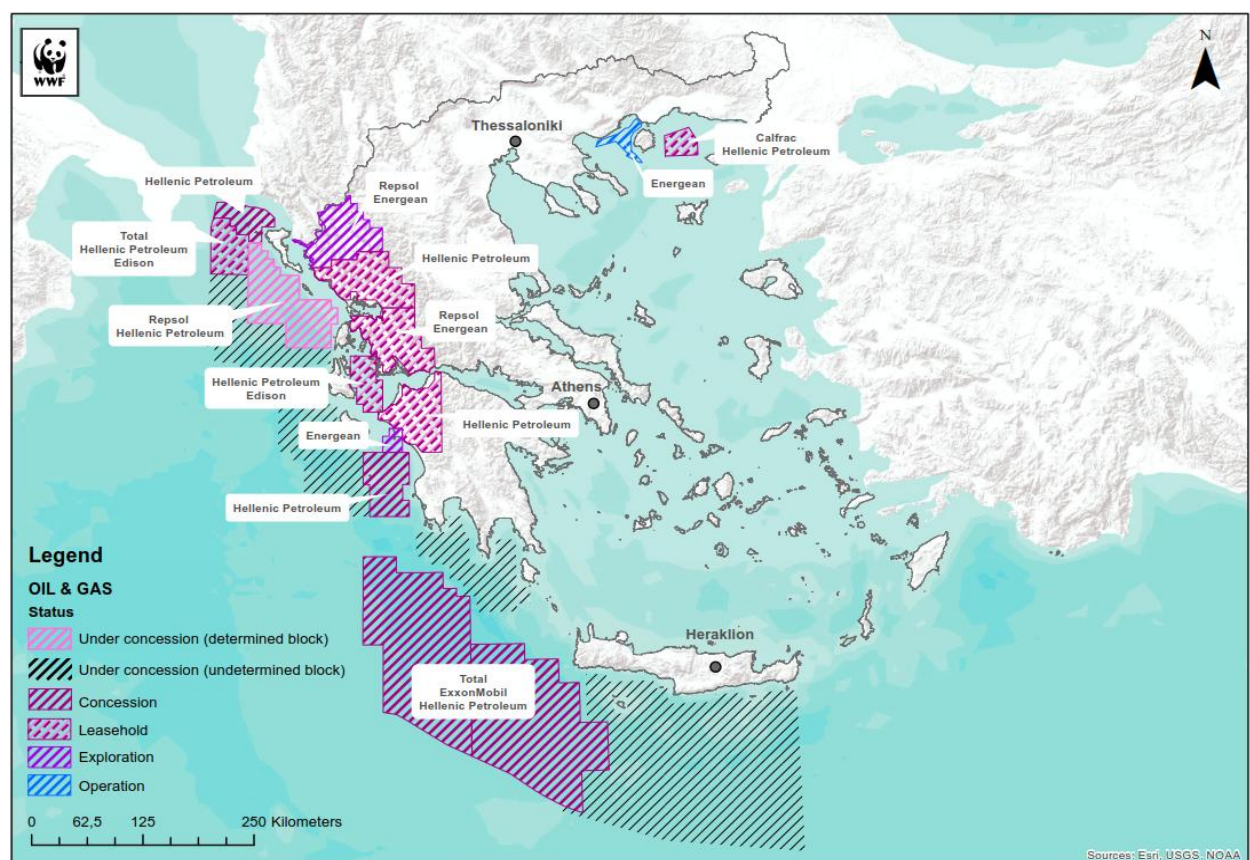 WWF
N
Thessaloniki
Calfrac
Hellenic Petroleum
Energean
Hellenic Petroleum
Repsol
Energean
Total
Hellenic Petroleum
Edison
Hellenic Petroleum
Repsol
Hellenic Petroleum
Repsol
Energean
Hellenic Petroleum
Edison
Athens
Hellenic Petroleum
Energean
Hellenic Petroleum
Heraklion
Total
ExxonMobil
Hellenic Petroleum
Legend
OIL & GAS
Status
Under concession (determined block)
Under concession (undetermined block)
Concession
Leasehold
Exploration
Operation
0 62,5 125 250 Kilometers
Sources: Esri, USGS, NOAA